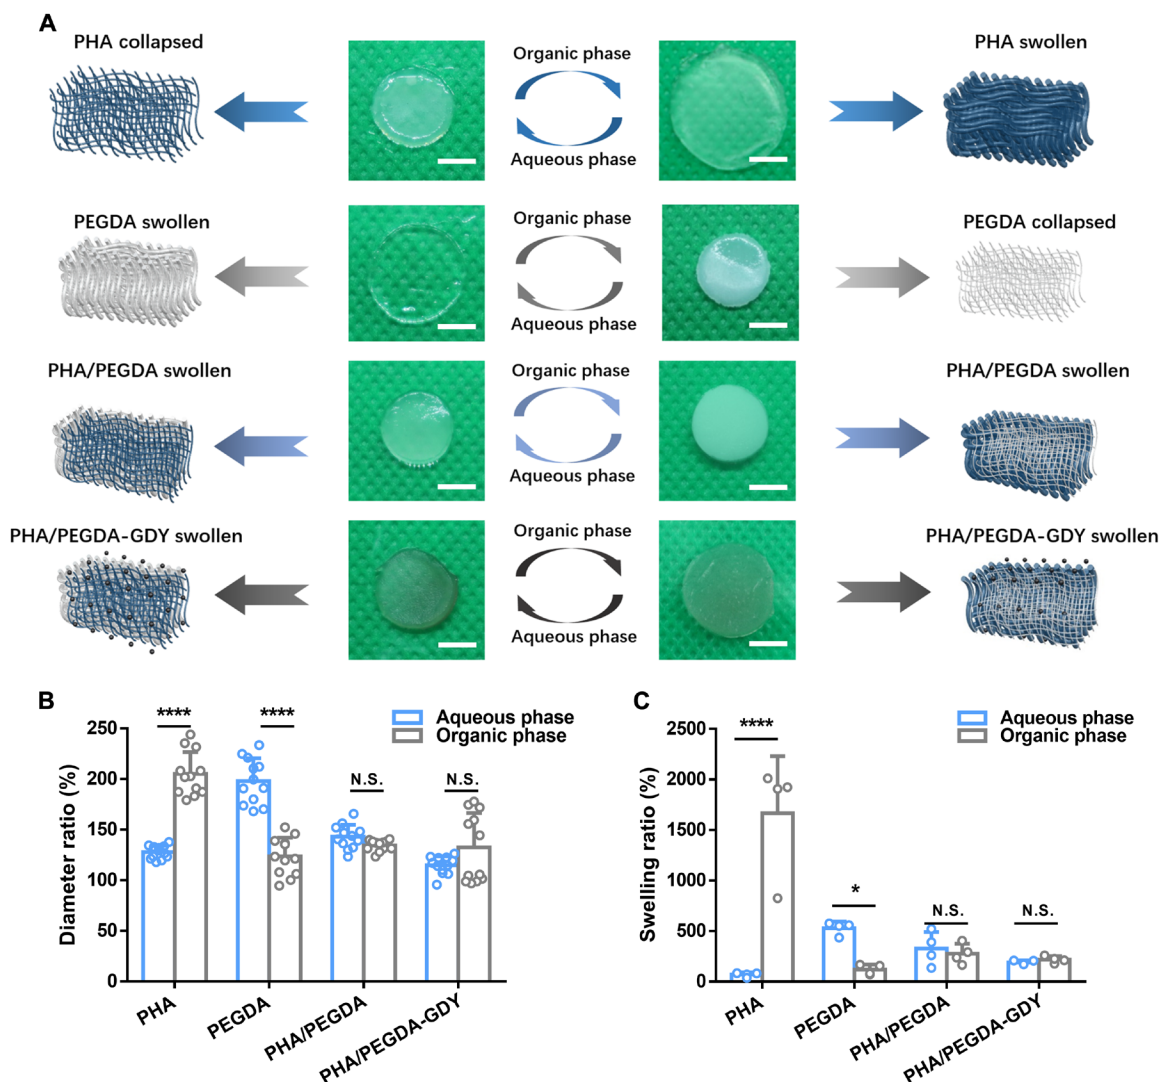 A
PHA collapsed
Organic phase
Aqueous phase
PHA swollen
PEGDA swollen
Organic phase
Aqueous phase
PEGDA collapsed
PHA/PEGDA swollen
Organic phase
Aqueous phase
PHA/PEGDA swollen
PHA/PEGDA-GDY swollen
Organic phase
Aqueous phase
PHA/PEGDA-GDY swollen
B
Diameter ratio (%)
250
200
150
100
50
0
****
****
N.S.
N.S.
Aqueous phase
Organic phase
PHA
PEGDA
PHA/PEGDA
PHA/PEGDA-GDY
C
Swelling ratio (%)
2500
2000
1500
1000
500
0
****
*
N.S.
N.S.
Aqueous phase
Organic phase
PHA
PEGDA
PHA/PEGDA
PHA/PEGDA-GDY